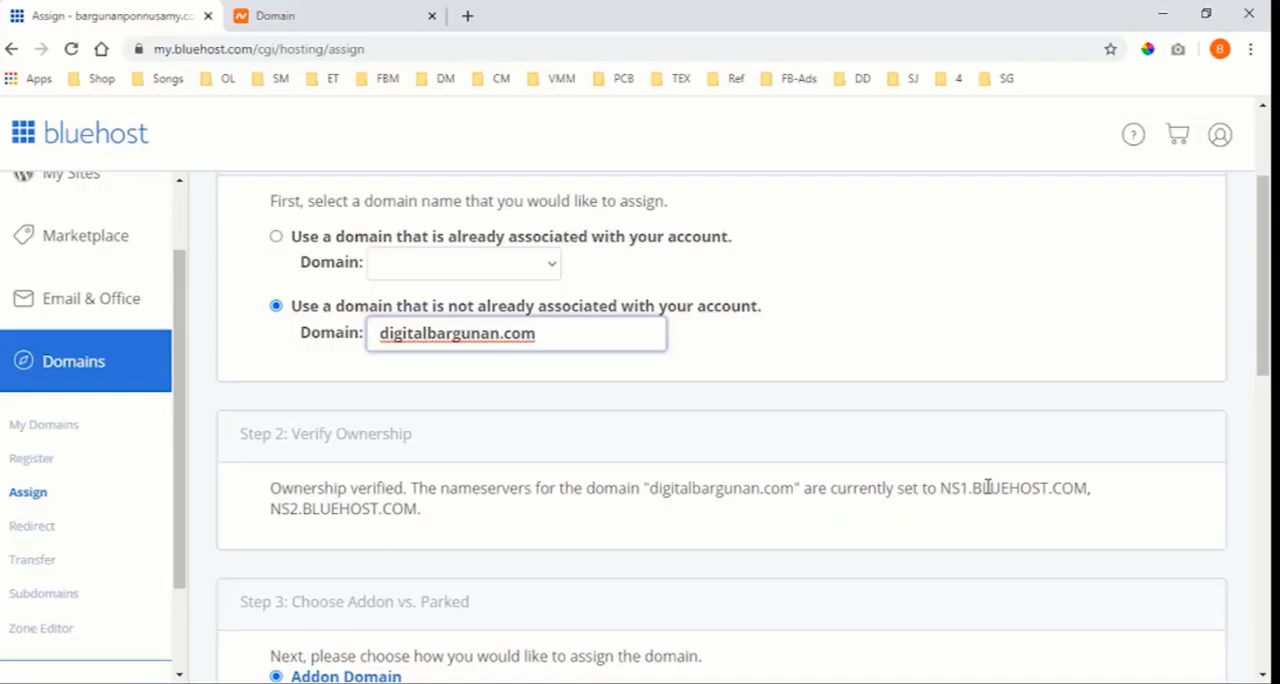 Assign - bargunanponnusamy.cc
Domain
my.bluehost.com/cgi/hosting/assign
B
Apps
Shop
Songs
OL
SM
ET
FBM
DM
CM
VMM
PCB
TEX
Ref
FB-Ads
DD
SJ
4
SG
bluehost
?
My Sites
Marketplace
Email & Office
Domains
My Domains
Register
Assign
Redirect
Transfer
Subdomains
Zone Editor
First, select a domain name that you would like to assign.
Use a domain that is already associated with your account.
Domain:
Use a domain that is not already associated with your account.
Domain: digitalbargunan.com
Step 2: Verify Ownership
Ownership verified. The nameservers for the domain "digitalbargunan.com" are currently set to NS1.BLUEHOST.COM,
NS2.BLUEHOST.COM.
Step 3: Choose Addon vs. Parked
Next, please choose how you would like to assign the domain.
Addon Domain